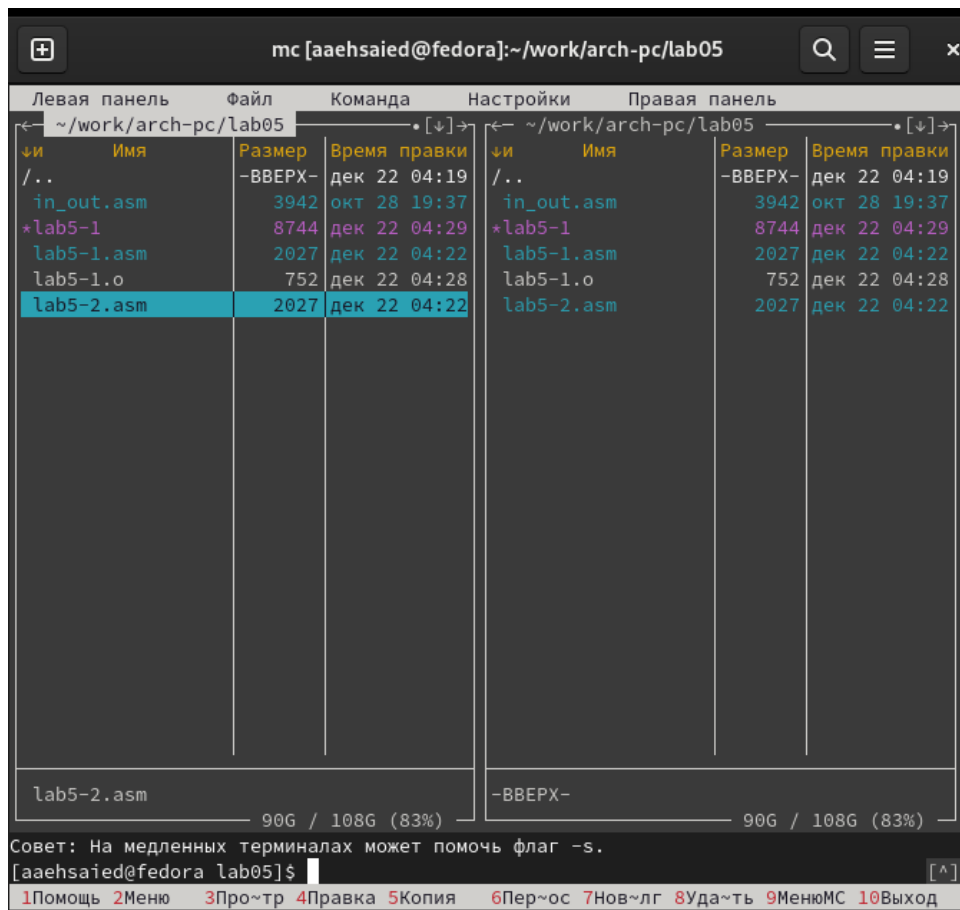 mc [aaehsaied@fedora]:~/work/arch-pc/lab05
Левая панель Файл Команда Настройки Правая панель
~/work/arch-pc/lab05 [↓] ~/work/arch-pc/lab05 [↓]
↓и Имя Размер Время правки ↓и Имя Размер Время правки
/.. -ВВЕРХ- дек 22 04:19 /.. -ВВЕРХ- дек 22 04:19
in_out.asm 3942 окт 28 19:37 in_out.asm 3942 окт 28 19:37
*lab5-1 8744 дек 22 04:29 *lab5-1 8744 дек 22 04:29
lab5-1.asm 2027 дек 22 04:22 lab5-1.asm 2027 дек 22 04:22
lab5-1.o 752 дек 22 04:28 lab5-1.o 752 дек 22 04:28
lab5-2.asm 2027 дек 22 04:22 lab5-2.asm 2027 дек 22 04:22
lab5-2.asm -ВВЕРХ-
90G / 108G (83%) 90G / 108G (83%)
Совет: На медленных терминалах может помочь флаг -s.
[aaehsaied@fedora lab05]$ [^]
1Помощь 2Меню 3Про~тр 4Правка 5Копия 6Пер~ос 7Нов~лг 8Уда~ть 9МенюMC 10Выход